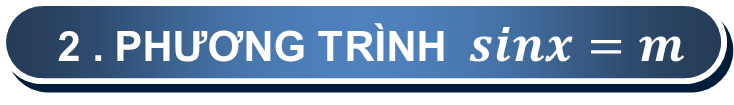 2 . PHƯƠNG TRÌNH sinx = m